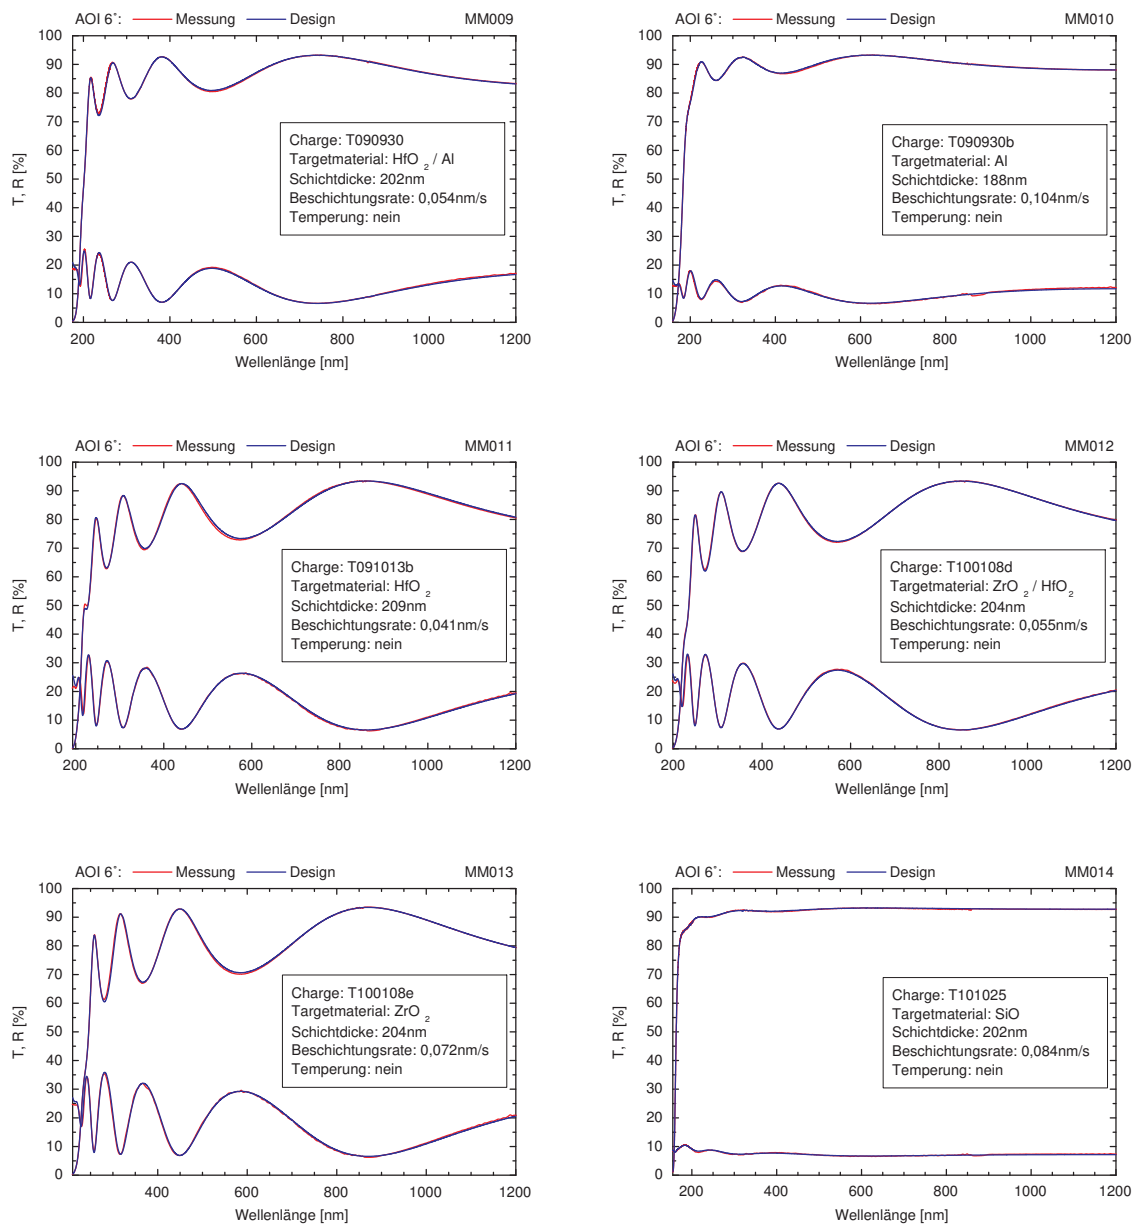 AOI 6°: Messung Design MM009
100
90
80
70
60
50
40
30
20
10
0
T, R [%]
Charge: T090930
Targetmaterial: HfO2 / Al
Schichtdicke: 202nm
Beschichtungsrate: 0,054nm/s
Temperung: nein
200 400 600 800 1000 1200
Wellenlänge [nm]
AOI 6°: Messung Design MM010
100
90
80
70
60
50
40
30
20
10
0
T, R [%]
Charge: T090930b
Targetmaterial: Al
Schichtdicke: 188nm
Beschichtungsrate: 0,104nm/s
Temperung: nein
200 400 600 800 1000 1200
Wellenlänge [nm]
AOI 6°: Messung Design MM011
100
90
80
70
60
50
40
30
20
10
0
T, R [%]
Charge: T091013b
Targetmaterial: HfO2
Schichtdicke: 209nm
Beschichtungsrate: 0,041nm/s
Temperung: nein
200 400 600 800 1000 1200
Wellenlänge [nm]
AOI 6°: Messung Design MM012
100
90
80
70
60
50
40
30
20
10
0
T, R [%]
Charge: T100108d
Targetmaterial: ZrO2 / HfO2
Schichtdicke: 204nm
Beschichtungsrate: 0,055nm/s
Temperung: nein
200 400 600 800 1000 1200
Wellenlänge [nm]
AOI 6°: Messung Design MM013
100
90
80
70
60
50
40
30
20
10
0
T, R [%]
Charge: T100108e
Targetmaterial: ZrO2
Schichtdicke: 204nm
Beschichtungsrate: 0,072nm/s
Temperung: nein
400 600 800 1000 1200
Wellenlänge [nm]
AOI 6°: Messung Design MM014
100
90
80
70
60
50
40
30
20
10
0
T, R [%]
Charge: T101025
Targetmaterial: SiO
Schichtdicke: 202nm
Beschichtungsrate: 0,084nm/s
Temperung: nein
200 400 600 800 1000 1200
Wellenlänge [nm]